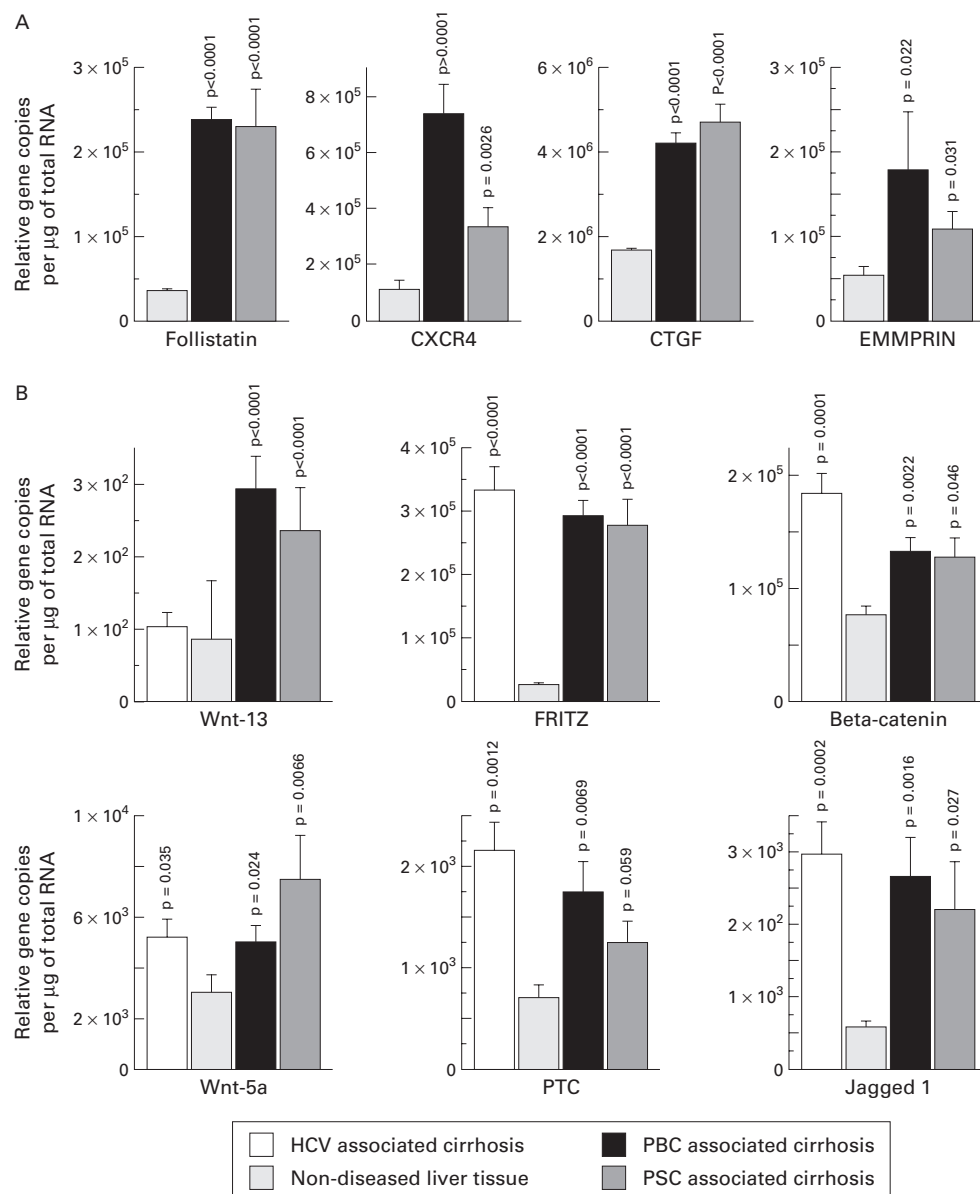 A
Relative gene copies
per μg of total RNA
3 × 10⁵
2 × 10⁵
1 × 10⁵
0
p<0.0001
p<0.0001
Follistatin
8 × 10⁵
6 × 10⁵
4 × 10⁵
2 × 10⁵
0
p>0.0001
p = 0.0026
CXCR4
6 × 10⁶
4 × 10⁶
2 × 10⁶
0
p<0.0001
P<0.0001
CTGF
3 × 10⁵
2 × 10⁵
1 × 10⁵
0
p = 0.022
p = 0.031
EMMPRIN
B
Relative gene copies
per μg of total RNA
3 × 10²
2 × 10²
1 × 10²
0
p<0.0001
p<0.0001
Wnt-13
4 × 10⁵
3 × 10⁵
2 × 10⁵
1 × 10⁵
0
p<0.0001
p<0.0001
p<0.0001
FRITZ
2 × 10⁵
1 × 10⁵
0
p = 0.0001
p = 0.0022
p = 0.046
Beta-catenin
Relative gene copies
per μg of total RNA
1 × 10⁴
6 × 10³
2 × 10³
0
p = 0.035
p = 0.024
p = 0.0066
Wnt-5a
2 × 10³
1 × 10³
0
p = 0.0012
p = 0.0069
p = 0.059
PTC
3 × 10³
2 × 10²
1 × 10³
0
p = 0.0002
p = 0.0016
p = 0.027
Jagged 1
HCV associated cirrhosis
PBC associated cirrhosis
Non-diseased liver tissue
PSC associated cirrhosis